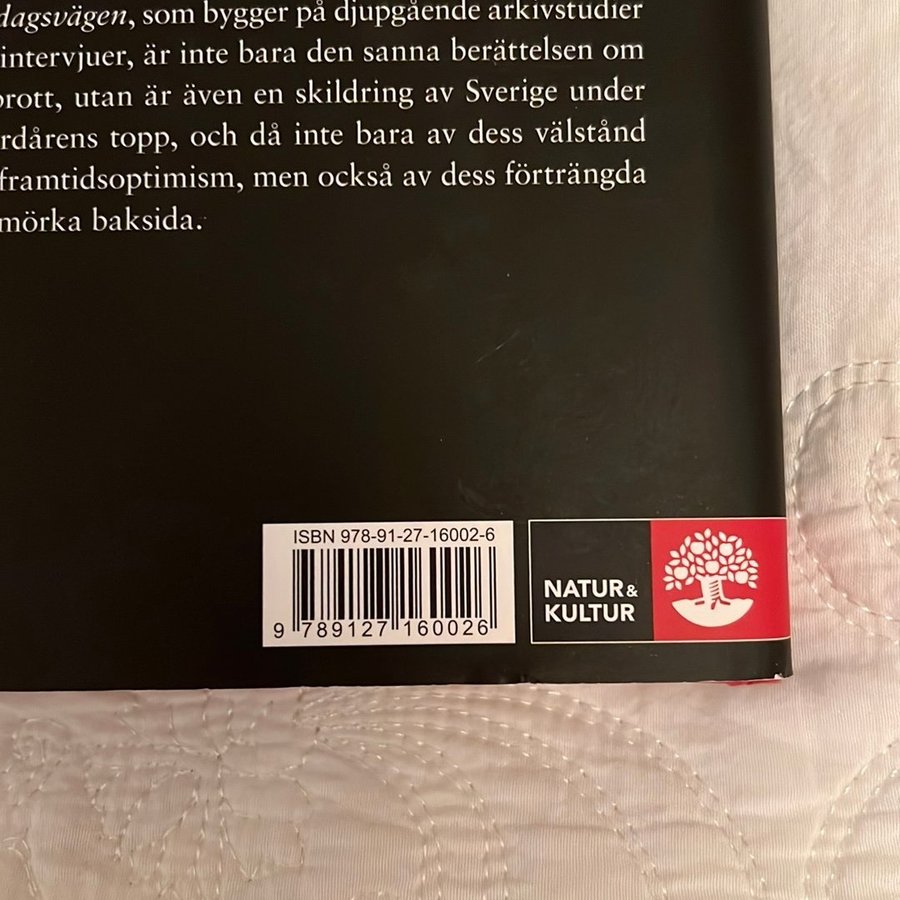 dagsvägen, som bygger på djupgående arkivstudier
intervjuer, är inte bara den sanna berättelsen om
brott, utan är även en skildring av Sverige under
rdårens topp, och då inte bara av dess välstånd
framtidsoptimism, men också av dess förträngda
mörka baksida.
ISBN 978-91-27-16002-6
9 789127 160026
NATUR &
KULTUR